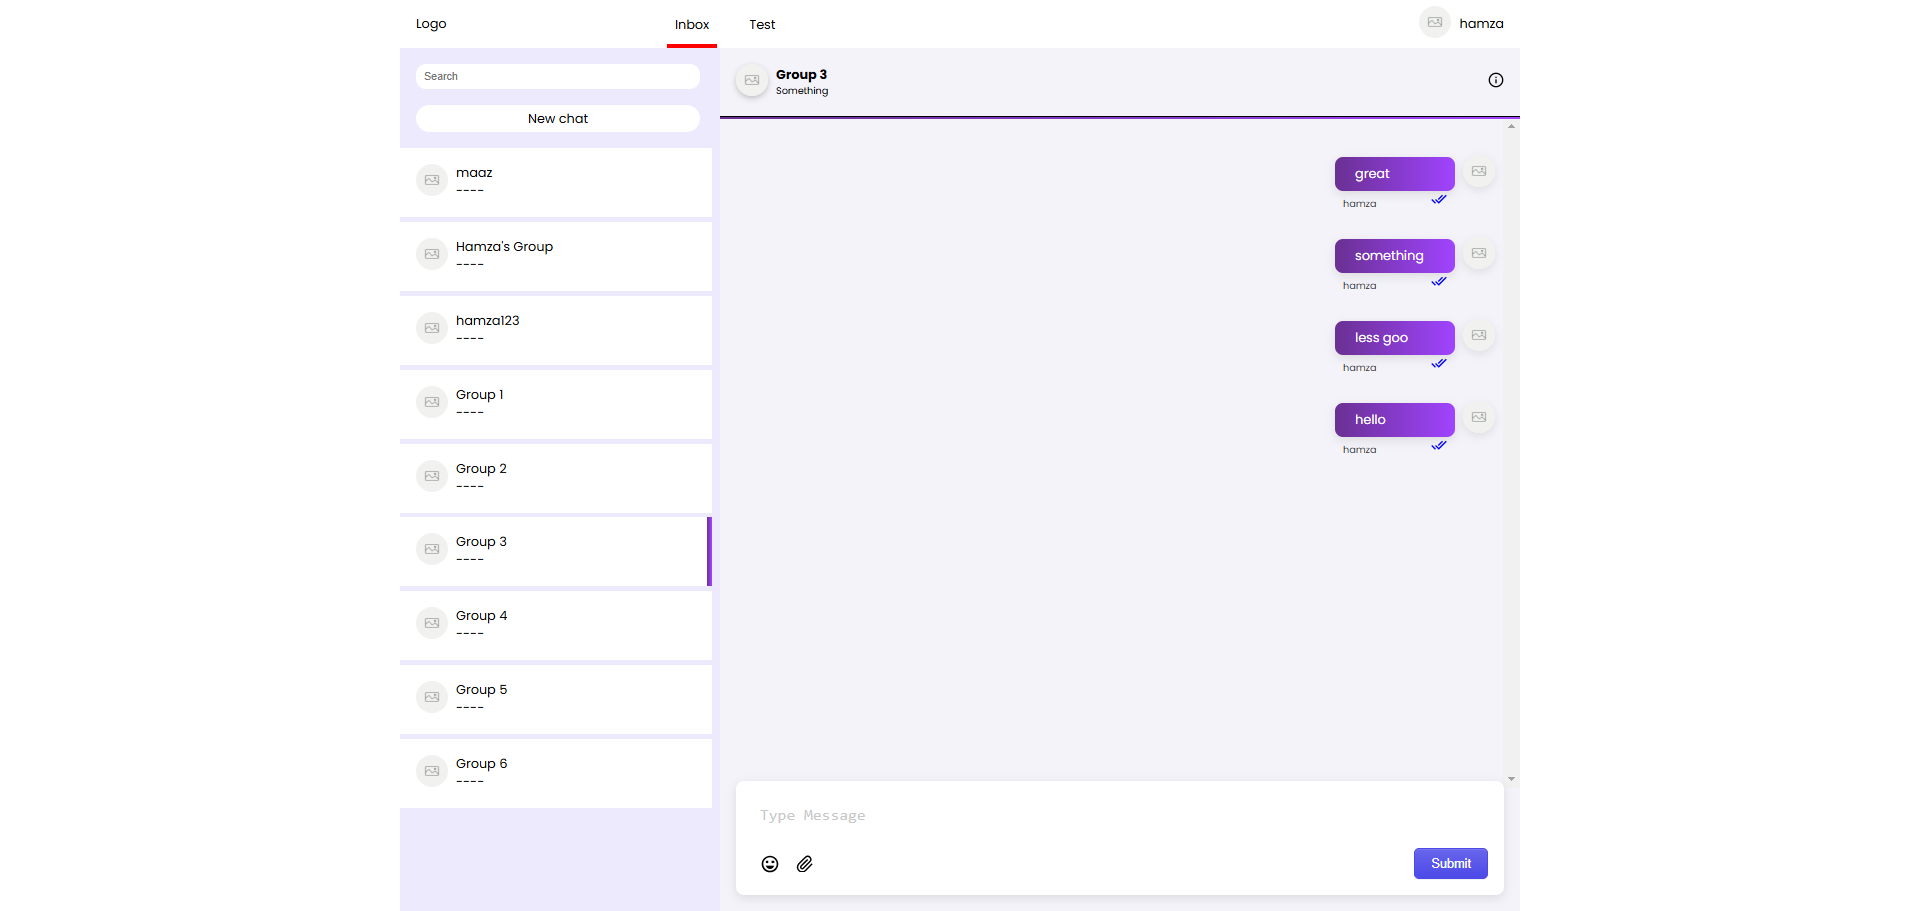 Logo
Inbox
Test
hamza
Search
New chat
maaz
----
Hamza's Group
----
hamza123
----
Group 1
----
Group 2
----
Group 3
----
Group 4
----
Group 5
----
Group 6
----
Group 3
Something
great
hamza
something
hamza
less goo
hamza
hello
hamza
Type Message
Submit